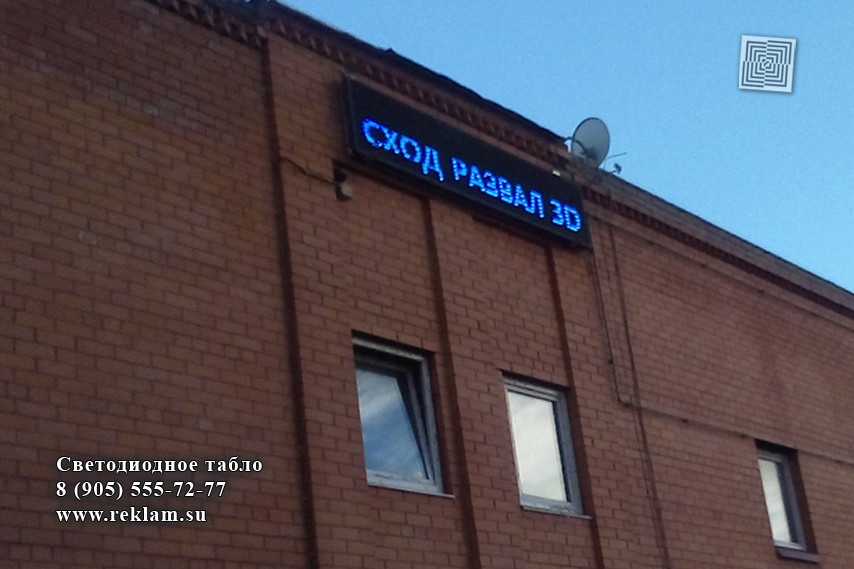 СХОД РАЗВАЛ 3D
Светодиодное табло
8 (905) 555-72-77
www.reklam.su